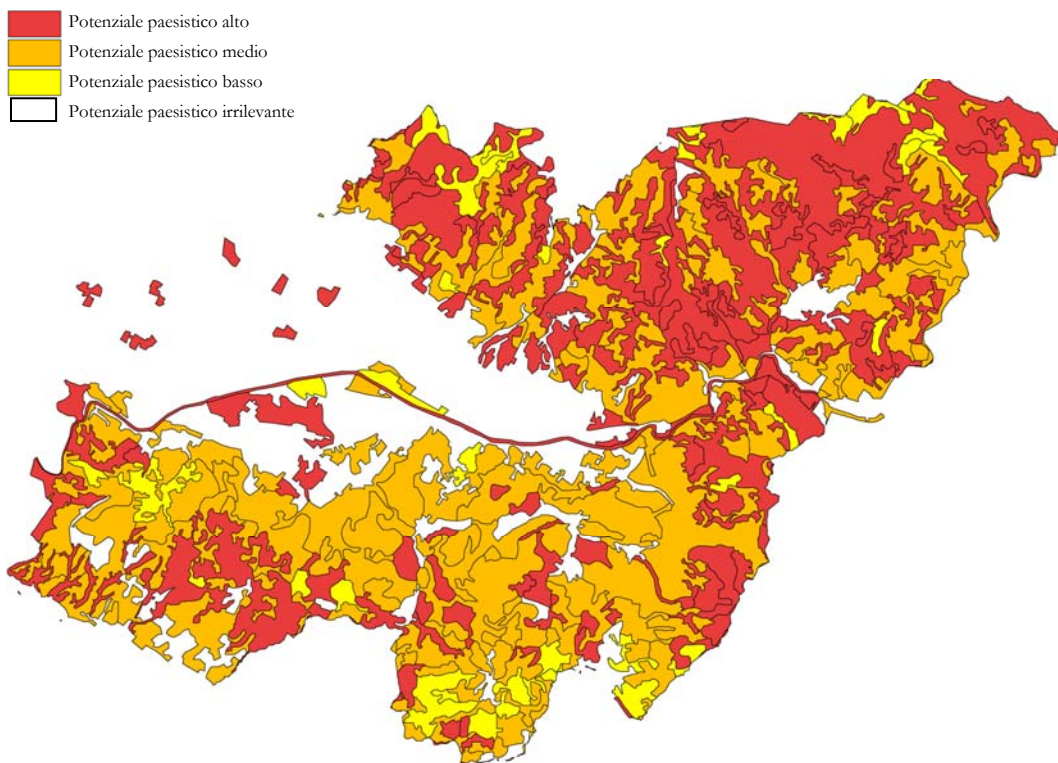 Potenziale paesistico alto
Potenziale paesistico medio
Potenziale paesistico basso
Potenziale paesistico irrilevante